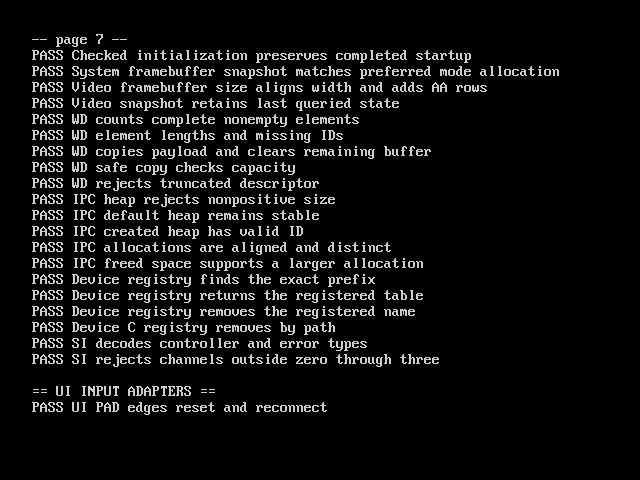 -- page 7 --
PASS Checked initialization preserves completed startup
PASS System framebuffer snapshot matches preferred mode allocation
PASS Video framebuffer size aligns width and adds AA rows
PASS Video snapshot retains last queried state
PASS WD counts complete nonempty elements
PASS WD element lengths and missing IDs
PASS WD copies payload and clears remaining buffer
PASS WD safe copy checks capacity
PASS WD rejects truncated descriptor
PASS IPC heap rejects nonpositive size
PASS IPC default heap remains stable
PASS IPC created heap has valid ID
PASS IPC allocations are aligned and distinct
PASS IPC freed space supports a larger allocation
PASS Device registry finds the exact prefix
PASS Device registry returns the registered table
PASS Device registry removes the registered name
PASS Device C registry removes by path
PASS SI decodes controller and error types
PASS SI rejects channels outside zero through three
== UI INPUT ADAPTERS ==
PASS UI PAD edges reset and reconnect